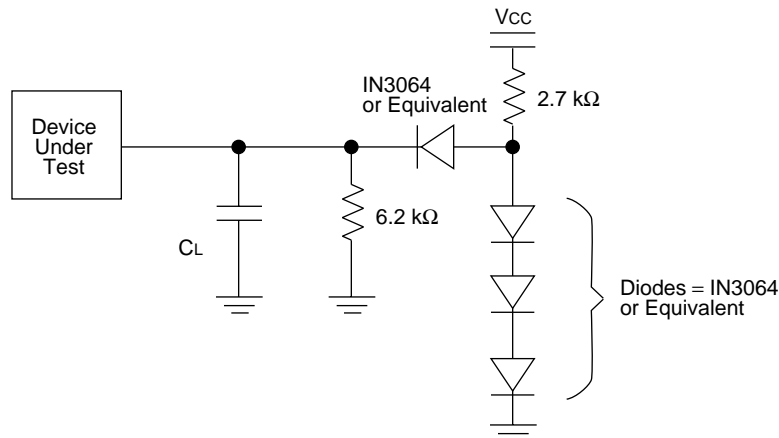 VCC
IN3064
or Equivalent
2.7 kΩ
Device
Under
Test
6.2 kΩ
CL
Diodes = IN3064
or Equivalent